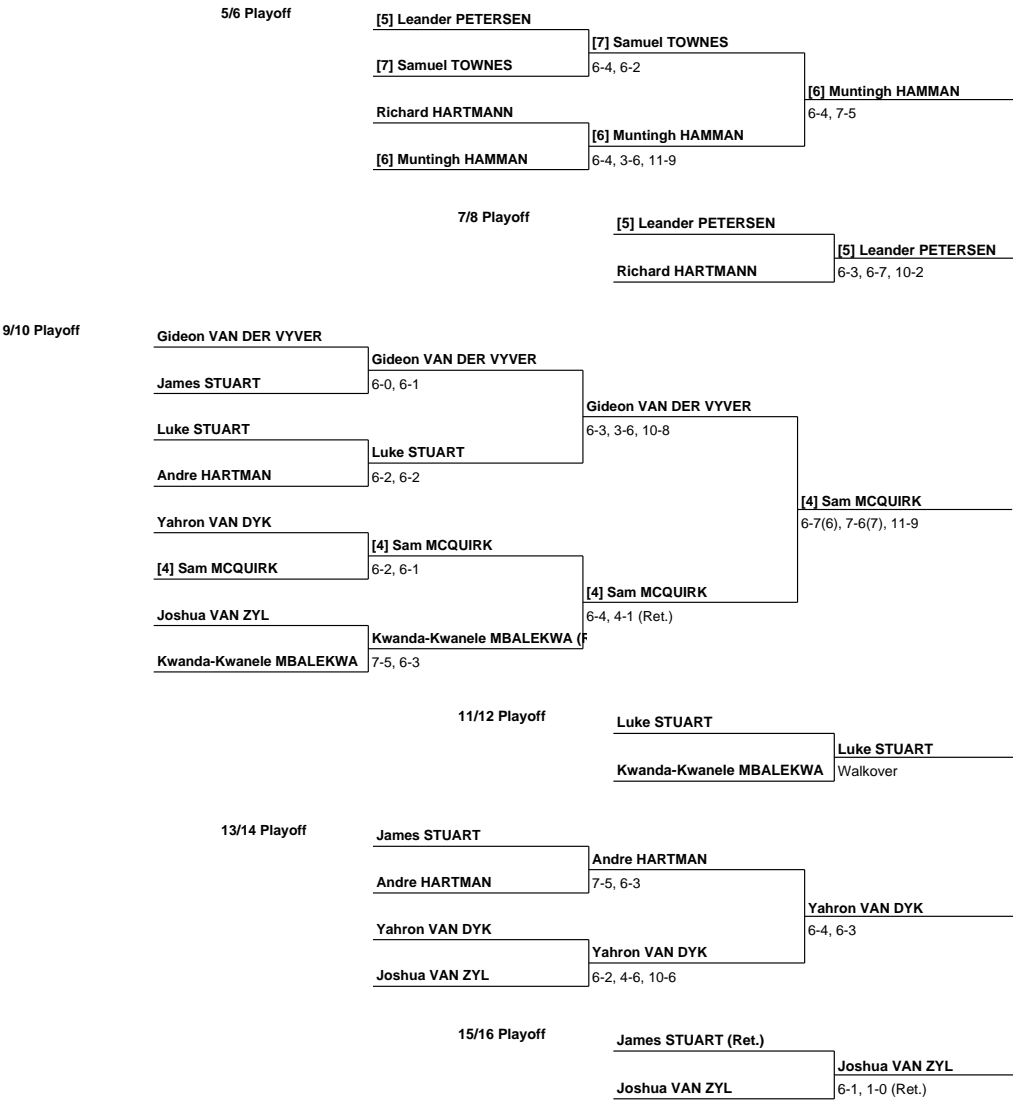 5/6 Playoff
[5] Leander PETERSEN
[7] Samuel TOWNES
[7] Samuel TOWNES
6-4, 6-2
[6] Muntingh HAMMAN
6-4, 7-5
Richard HARTMANN
[6] Muntingh HAMMAN
[6] Muntingh HAMMAN
6-4, 3-6, 11-9
7/8 Playoff
[5] Leander PETERSEN
[5] Leander PETERSEN
Richard HARTMANN
6-3, 6-7, 10-2
9/10 Playoff
Gideon VAN DER VYVER
Gideon VAN DER VYVER
James STUART
6-0, 6-1
Gideon VAN DER VYVER
6-3, 3-6, 10-8
Luke STUART
Luke STUART
Andre HARTMAN
6-2, 6-2
[4] Sam MCQUIRK
6-7(6), 7-6(7), 11-9
Yahron VAN DYK
[4] Sam MCQUIRK
[4] Sam MCQUIRK
6-2, 6-1
[4] Sam MCQUIRK
6-4, 4-1 (Ret.)
Joshua VAN ZYL
Kwanda-Kwanele MBALEKWA (
Kwanda-Kwanele MBALEKWA
7-5, 6-3
11/12 Playoff
Luke STUART
Luke STUART
Kwanda-Kwanele MBALEKWA
Walkover
13/14 Playoff
James STUART
Andre HARTMAN
Andre HARTMAN
7-5, 6-3
Yahron VAN DYK
6-4, 6-3
Yahron VAN DYK
Yahron VAN DYK
Joshua VAN ZYL
6-2, 4-6, 10-6
15/16 Playoff
James STUART (Ret.)
Joshua VAN ZYL
Joshua VAN ZYL
6-1, 1-0 (Ret.)